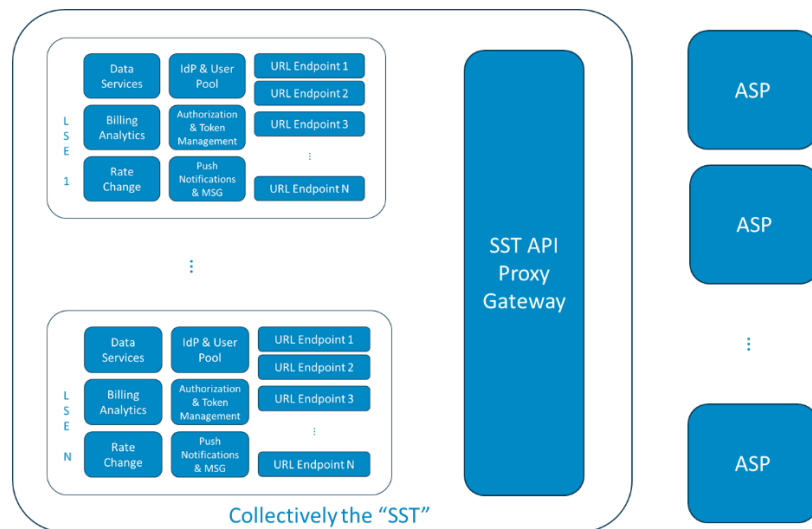 L
S
E
1
Data
Services
IdP & User
Pool
URL Endpoint 1
URL Endpoint 2
Billing
Analytics
Authorization
& Token
Management
URL Endpoint 3
...
Rate
Change
Push
Notifications
& MSG
URL Endpoint N
...
L
S
E
N
Data
Services
IdP & User
Pool
URL Endpoint 1
URL Endpoint 2
Billing
Analytics
Authorization
& Token
Management
URL Endpoint 3
...
Rate
Change
Push
Notifications
& MSG
URL Endpoint N
Collectively the “SST”
SST API
Proxy
Gateway
ASP
ASP
...
ASP